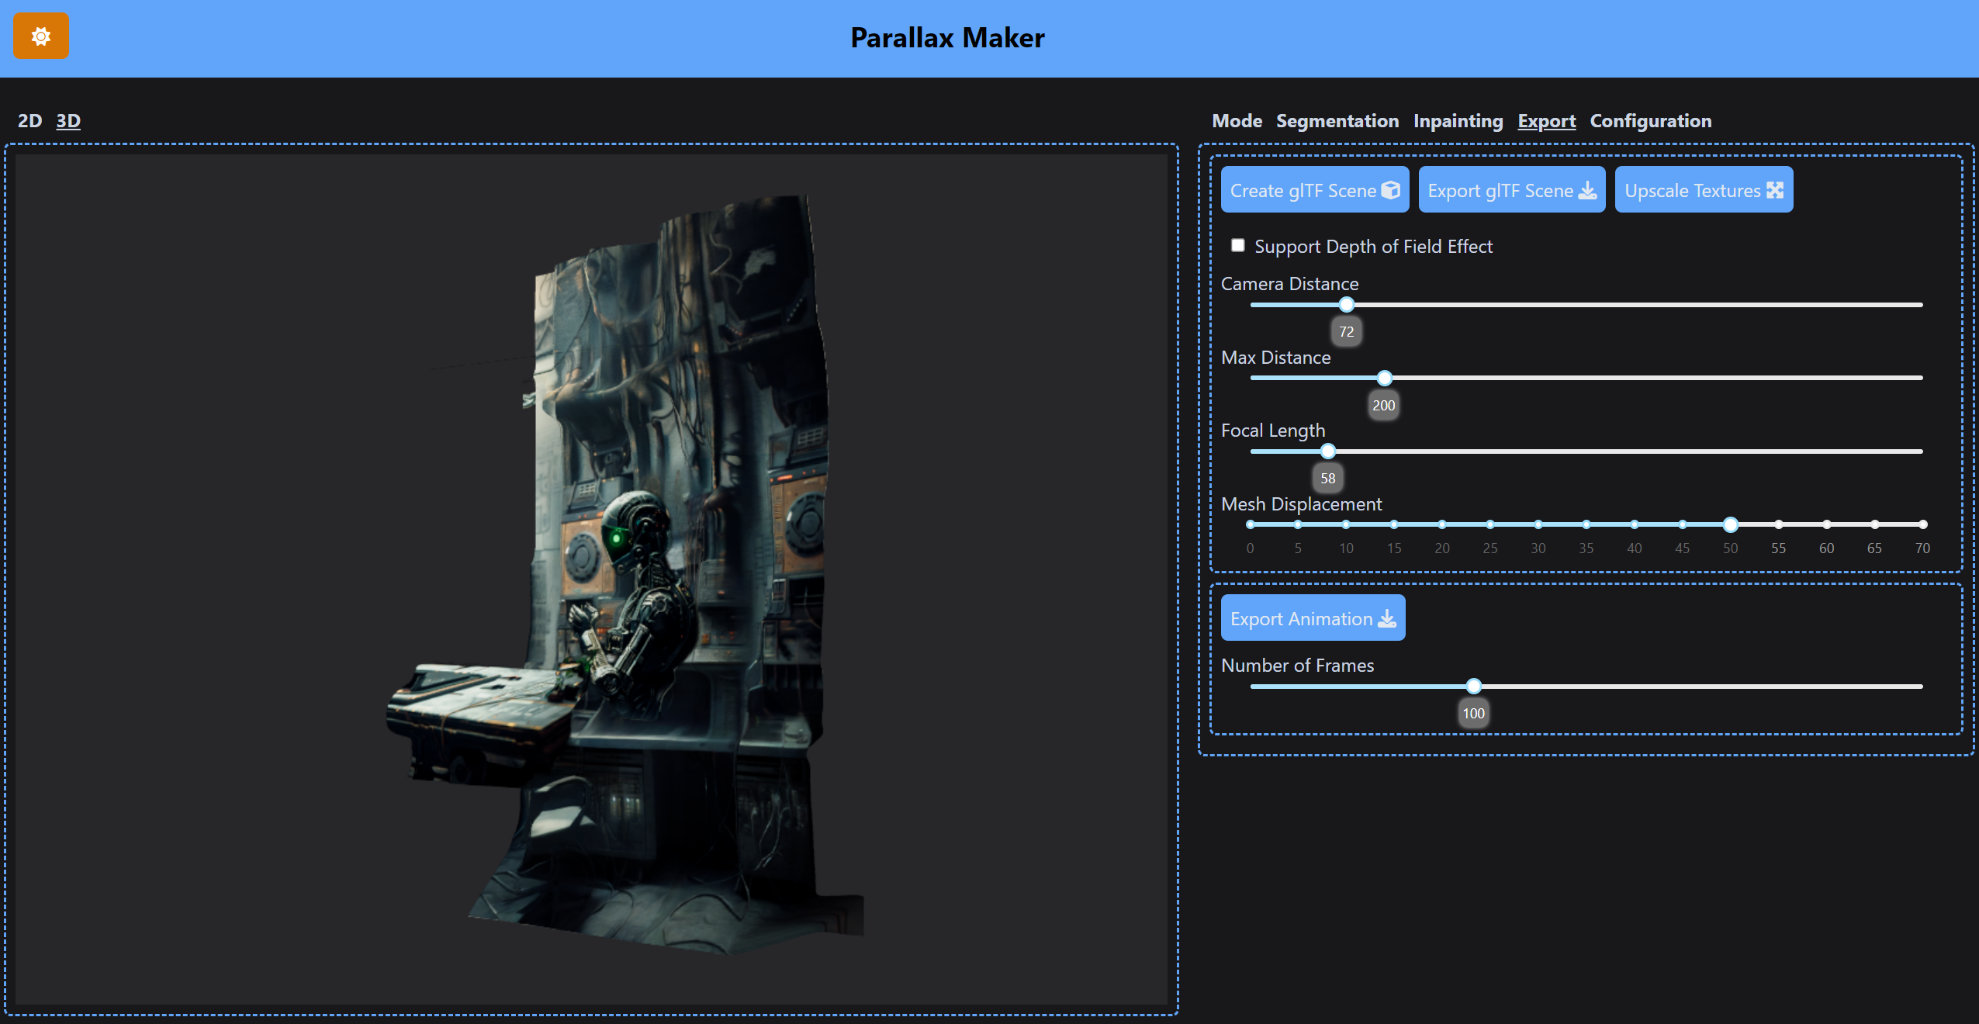 Parallax Maker
2D 3D
Mode Segmentation Inpainting Export Configuration
Create glTF Scene Export glTF Scene Upscale Textures
Support Depth of Field Effect
Camera Distance
72
Max Distance
200
Focal Length
58
Mesh Displacement
0 5 10 15 20 25 30 35 40 45 50 55 60 65 70
Export Animation
Number of Frames
100